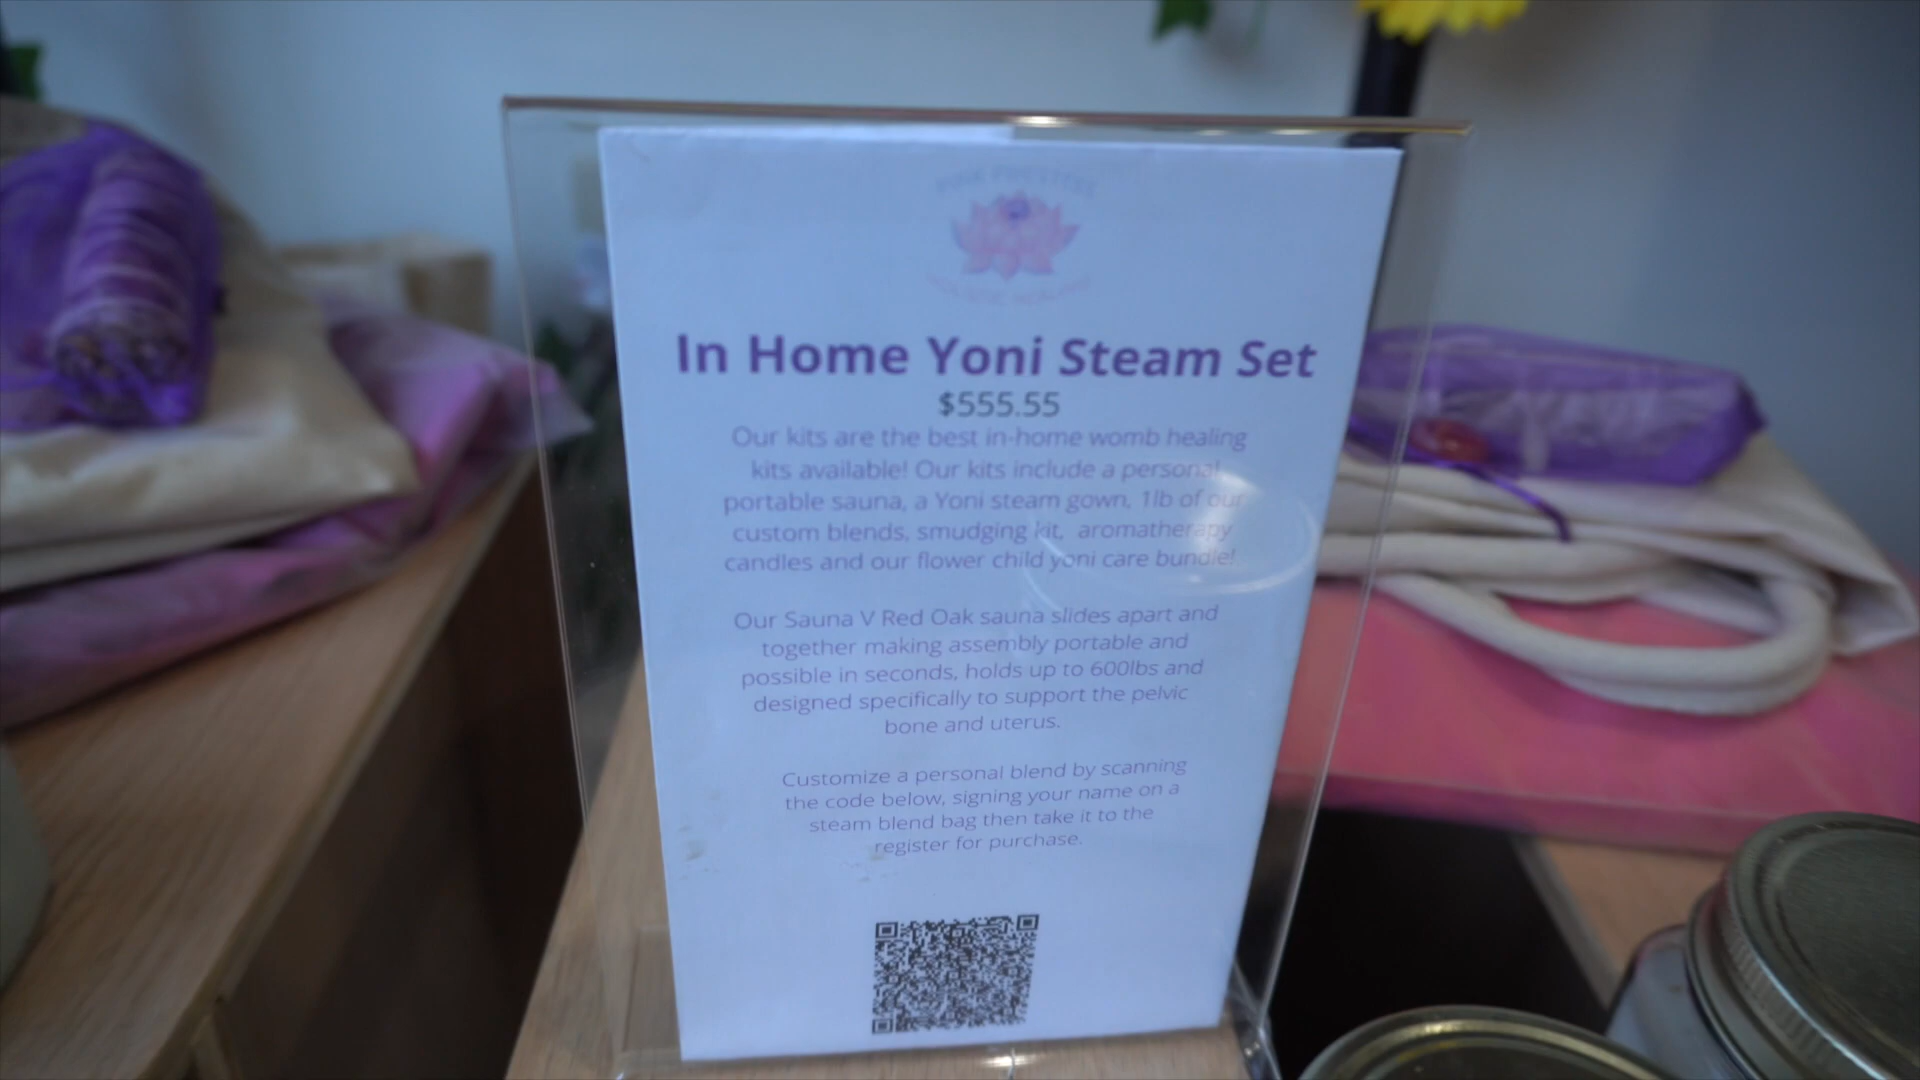 In Home Yoni Steam Set
$555.55
Our kits are the best in-home womb healing
kits available! Our kits include a personal
portable sauna, a Yoni steam gown, 1lb of our
custom blends, smudging kit, aromatherapy
candles and our flower child yoni care bundle!
Our Sauna V Red Oak sauna slides apart and
together making assembly portable and
possible in seconds, holds up to 600lbs and
designed specifically to support the pelvic
bone and uterus.
Customize a personal blend by scanning
the code below, signing your name on a
steam blend bag then take it to the
register for purchase.